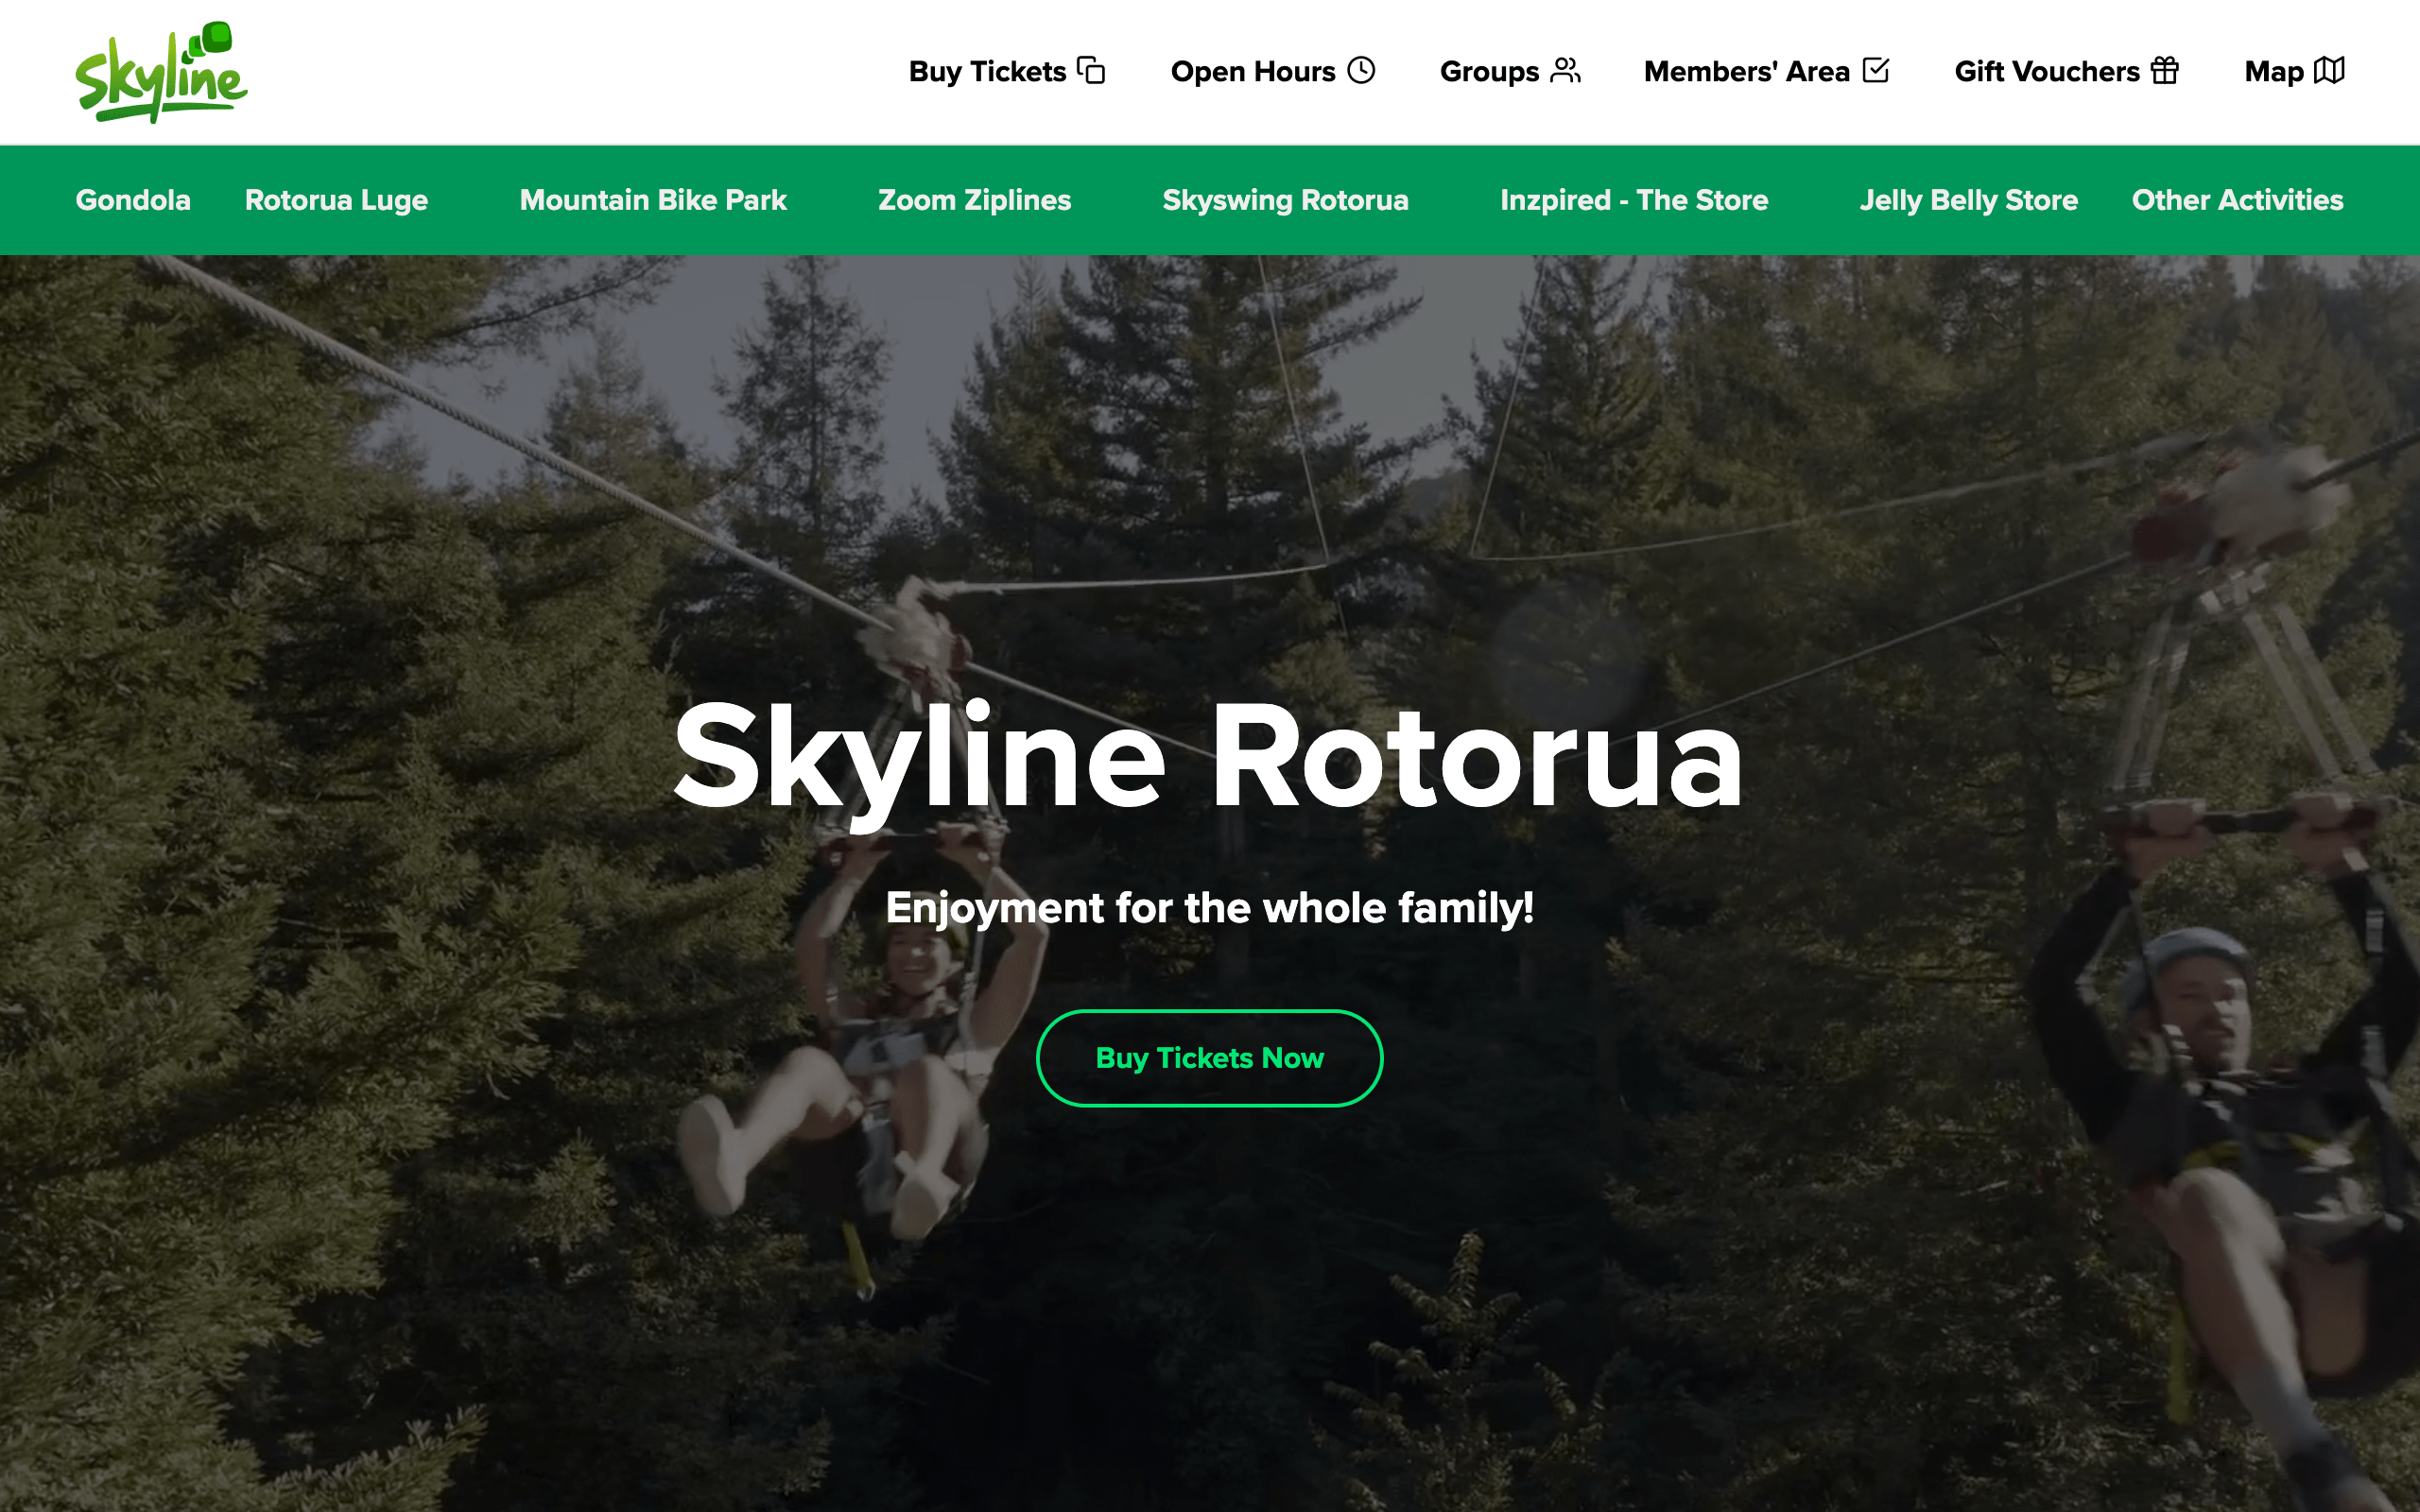 skyline
Buy Tickets
Open Hours
Groups
Members' Area
Gift Vouchers
Map
Gondola
Rotorua Luge
Mountain Bike Park
Zoom Ziplines
Skyswing Rotorua
Inzpired - The Store
Jelly Belly Store
Other Activities
Skyline Rotorua
Enjoyment for the whole family!
Buy Tickets Now